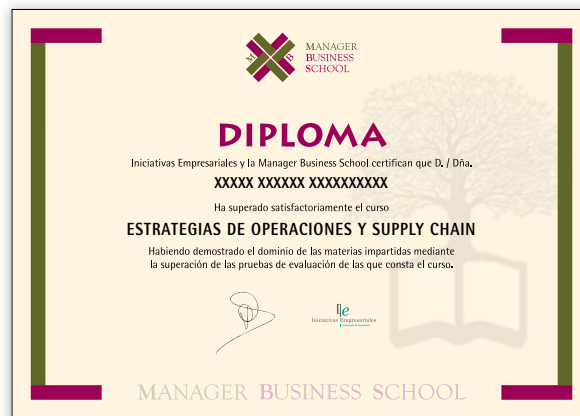 M B
MANAGER
BUSINESS
SCHOOL
DIPLOMA
Iniciativas Empresariales y la Manager Business School certifican que D. / Dña.
XXXXX XXXXXX XXXXXXXXXX
Ha superado satisfactoriamente el curso
ESTRATEGIAS DE OPERACIONES Y SUPPLY CHAIN
Habiendo demostrado el dominio de las materias impartidas mediante
la superación de las pruebas de evaluación de las que consta el curso.
Ile
Iniciativas Empresariales
MANAGER BUSINESS SCHOOL